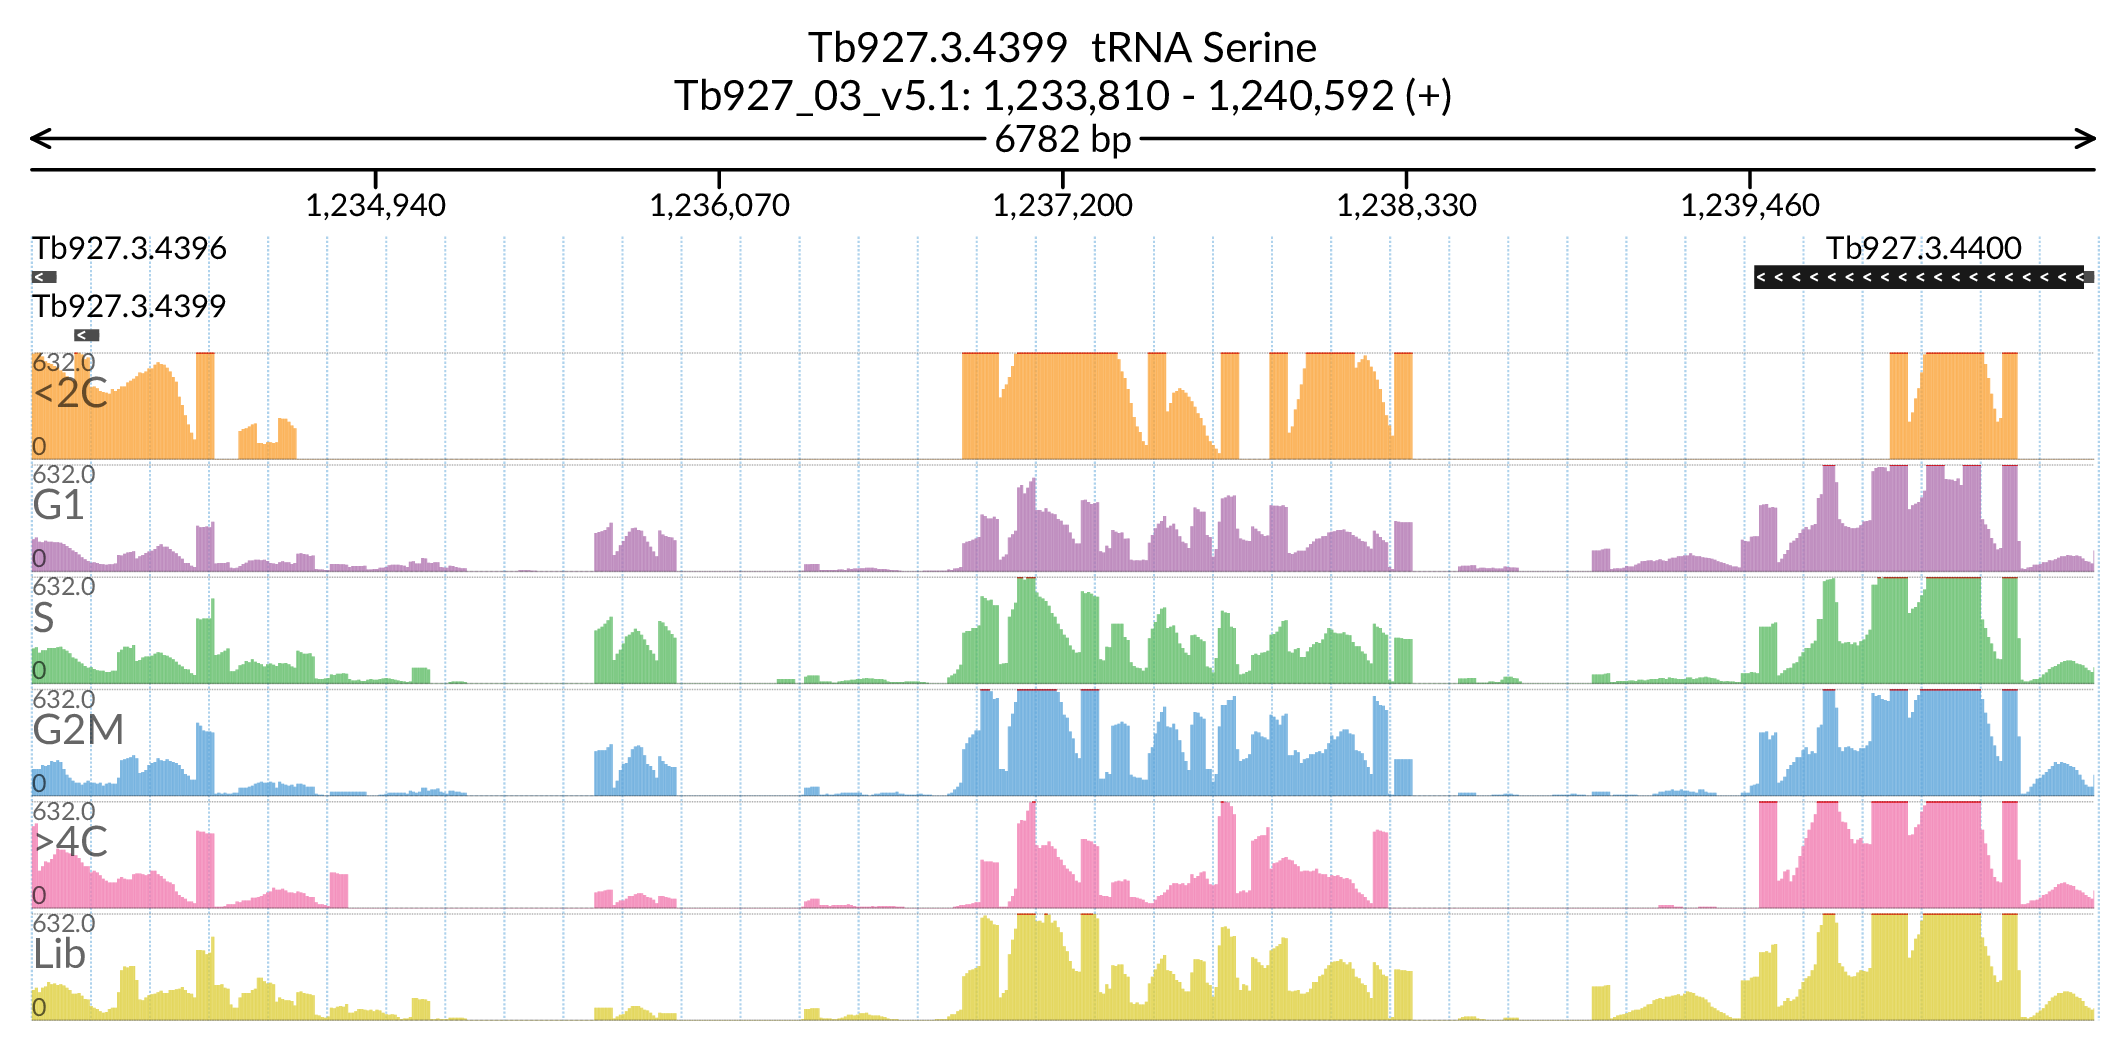 Tb927.3.4399  tRNA Serine
Tb927_03_v5.1: 1,233,810 - 1,240,592 (+)
6782 bp
1,234,940 1,236,070 1,237,200 1,238,330 1,239,460
Tb927.3.4396 Tb927.3.4400
Tb927.3.4399
632.0
<2C
0
632.0
G1
0
632.0
S
0
632.0
G2M
0
632.0
>4C
0
632.0
Lib
0